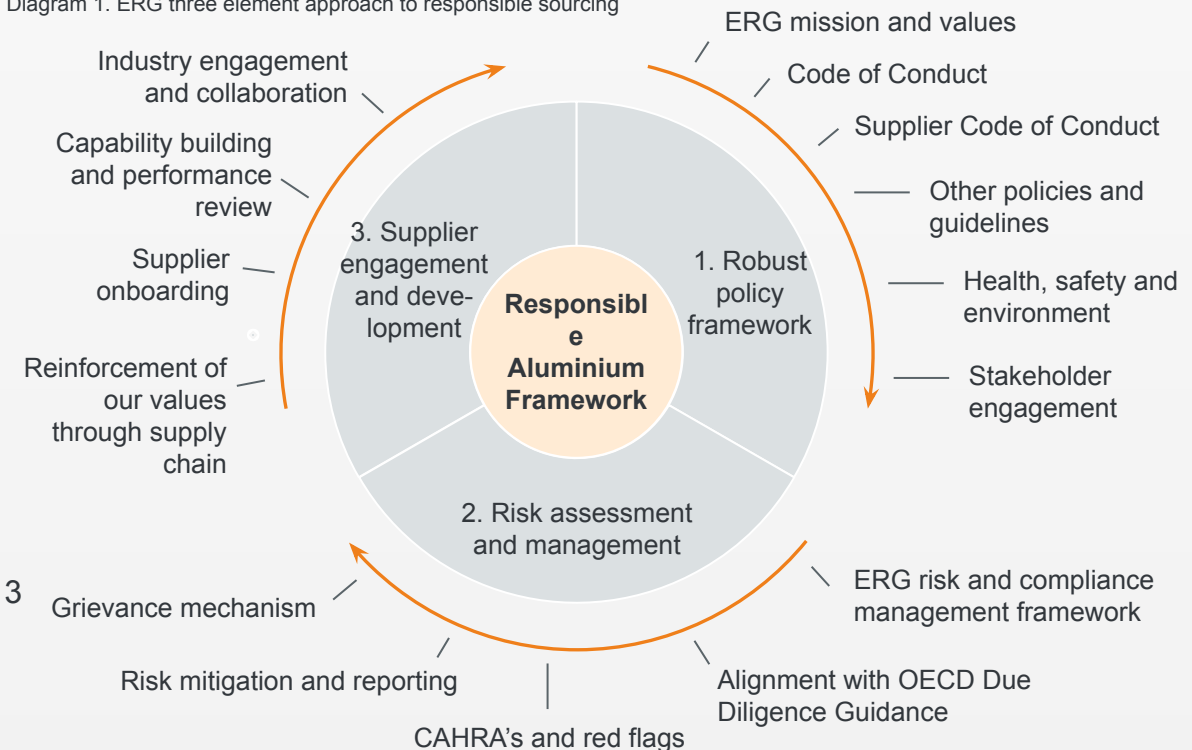 Diagram 1. ERG three element approach to responsible sourcing
ERG mission and values
Code of Conduct
Supplier Code of Conduct
Other policies and
guidelines
Health, safety and
environment
Stakeholder
engagement
1. Robust
policy
framework
Responsibl
e
Aluminium
Framework
2. Risk assessment
and management
ERG risk and compliance
management framework
Alignment with OECD Due
Diligence Guidance
CAHRA's and red flags
Risk mitigation and reporting
Grievance mechanism
3. Supplier
engagement
and deve-
lopment
Reinforcement of
our values
through supply
chain
Supplier
onboarding
Capability building
and performance
review
Industry engagement
and collaboration
3